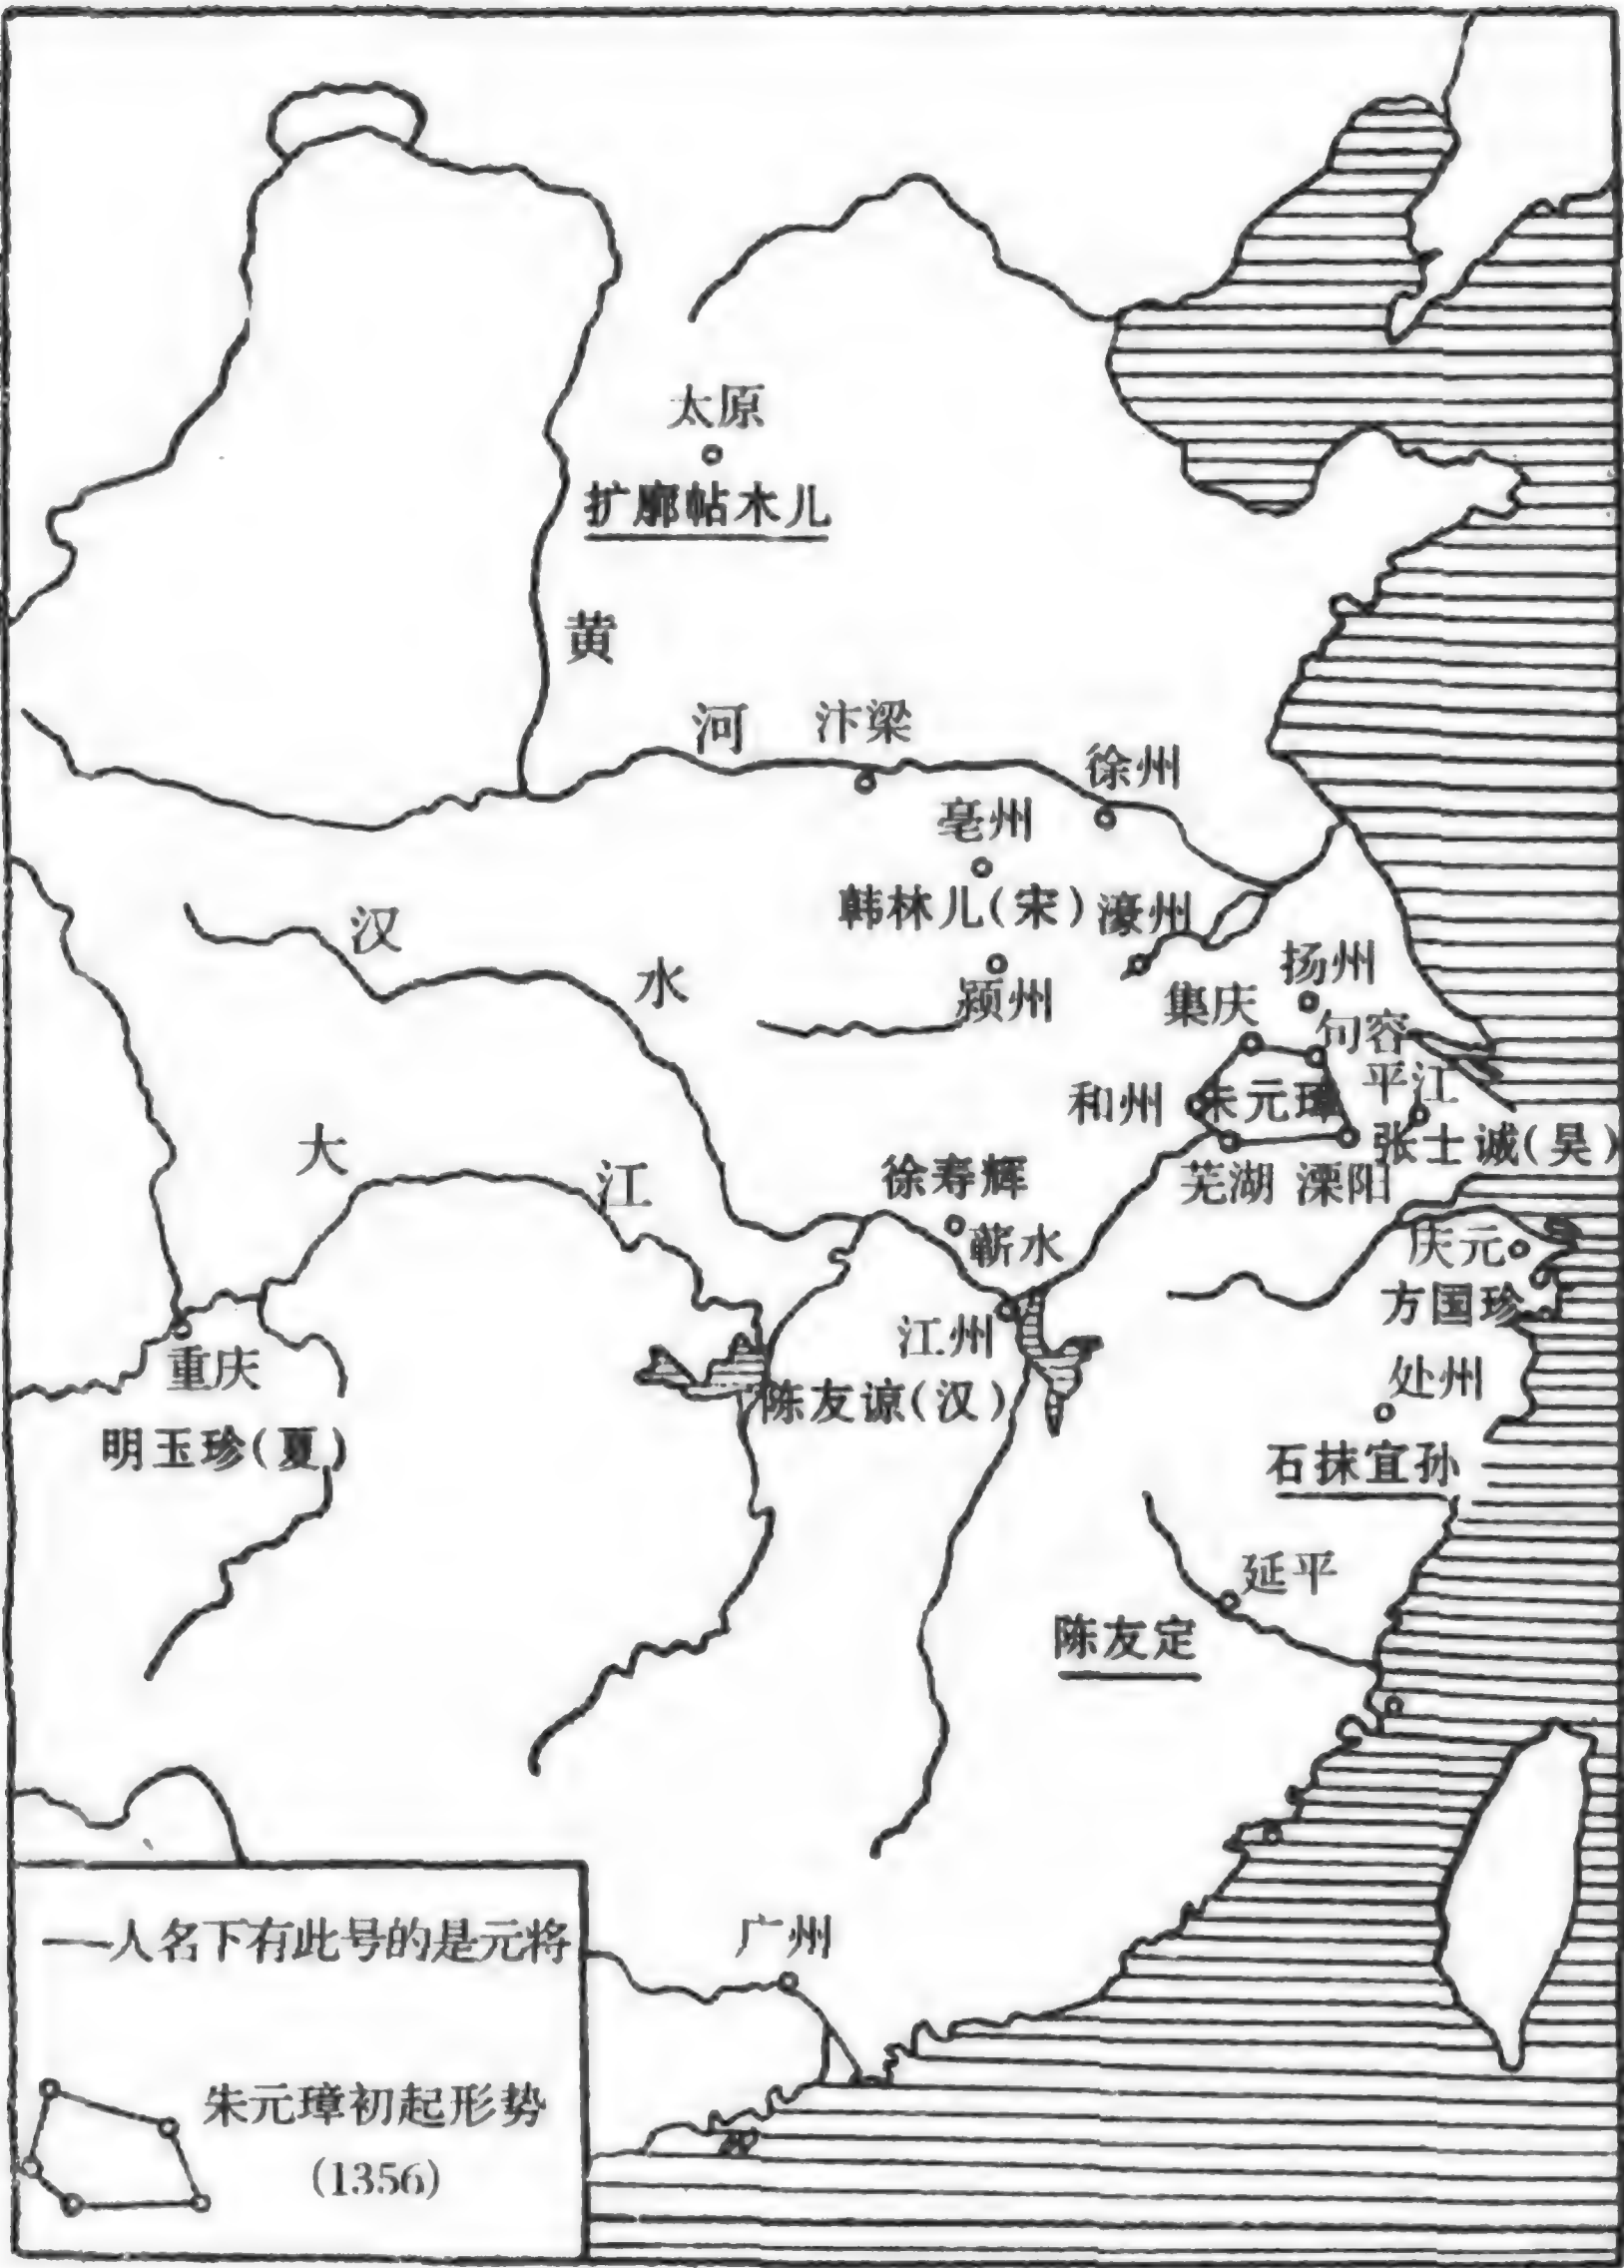 太原
扩廓帖木儿
黄
河
汴梁
徐州
亳州
韩林儿(宋)
濠州
汉
水
颍州
扬州
集庆
句容
和州
朱元璋
平江
张士诚(吴)
大
江
徐寿辉
蕲水
芜湖
溧阳
庆元
方国珍
江州
重庆
处州
陈友谅(汉)
明玉珍(夏)
石抹宜孙
延平
陈友定
广州
人名下有此号的是元将
朱元璋初起形势
(1356)